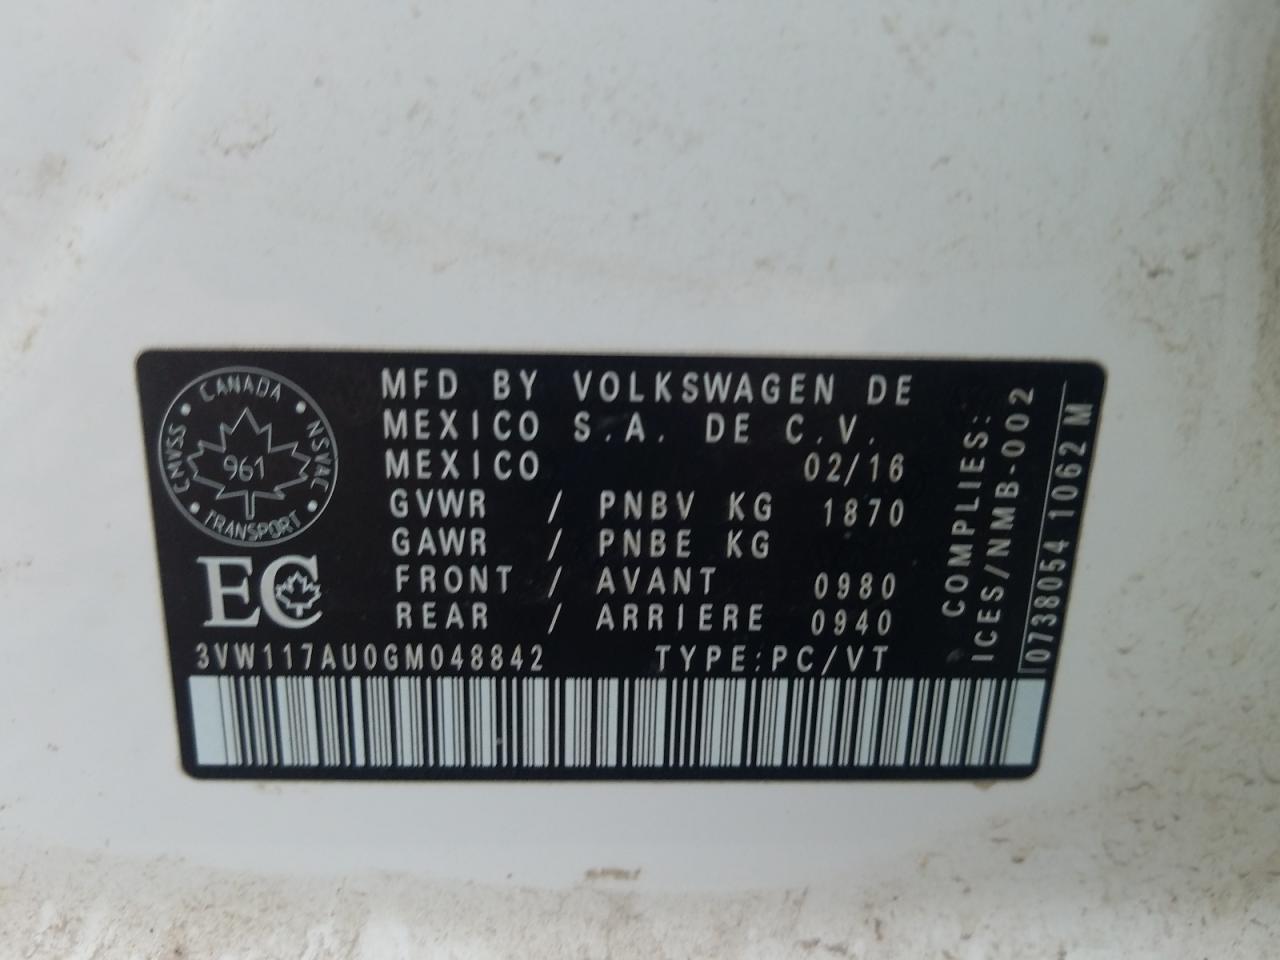 CANADA
CMVSS • NSVAC
961
TRANSPORT
EC
MFD BY VOLKSWAGEN DE
MEXICO S.A. DE C.V.
MEXICO 02/16
GVWR / PNBV KG 1870
GAWR / PNBE KG
FRONT / AVANT 0980
REAR / ARRIERE 0940
3VW117AU0GM048842 TYPE:PC/VT
COMPLIES:
ICES/NMB-002
10738054 1062 M